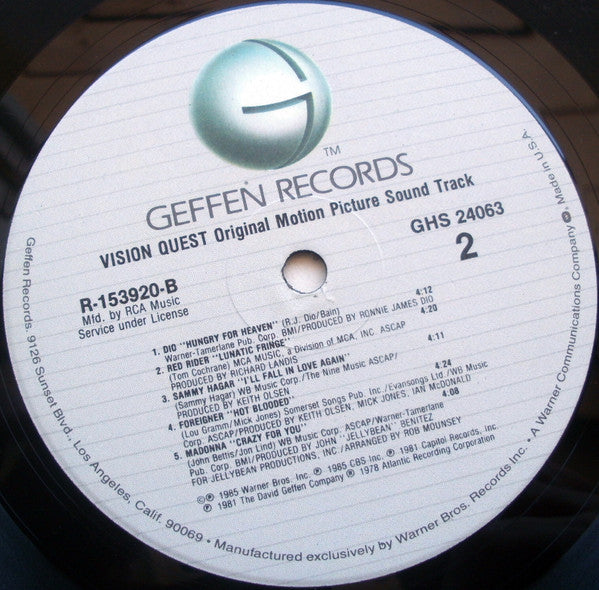 TM
GEFFEN RECORDS
VISION QUEST Original Motion Picture Sound Track
R-153920-B
Mfd. by RCA Music
Service under License
GHS 24063
2
1. DIO "HUNGRY FOR HEAVEN" (R.J. Dio/Bain) 4:12
Warner-Tamerlane Pub. Corp. BMI/PRODUCED BY RONNIE JAMES DIO
2. RED RIDER "LUNATIC FRINGE" 4:20
(Tom Cochrane) MCA MUSIC, a Division of MCA, INC. ASCAP
PRODUCED BY RICHARD LANDIS
3. SAMMY HAGAR "I'LL FALL IN LOVE AGAIN" 4:11
(Sammy Hagar) WB Music Corp./The Nine Music ASCAP/
PRODUCED BY KEITH OLSEN
4. FOREIGNER "HOT BLOODED" 4:24
(Lou Gramm/Mick Jones) Somerset Songs Pub. Inc./Evansongs Ltd./WB Music
Corp. ASCAP/PRODUCED BY KEITH OLSEN, MICK JONES, IAN McDONALD
5. MADONNA "CRAZY FOR YOU" 4:08
(John Bettis/Jon Lind) WB Music Corp. ASCAP/Warner-Tamerlane
Pub. Corp. BMI/PRODUCED BY JOHN "JELLYBEAN" BENITEZ
FOR JELLYBEAN PRODUCTIONS, INC/ARRANGED BY ROB MOUNSEY
©℗ 1985 Warner Bros. Inc. ℗ 1985 CBS Inc. ℗ 1981 Capitol Records, Inc.
℗ 1981 The David Geffen Company ℗ 1978 Atlantic Recording Corporation
Geffen Records. 9126 Sunset Blvd., Los Angeles, Calif. 90069 • Manufactured exclusively by Warner Bros. Records Inc. • A Warner Communications Company • Made in U.S.A.